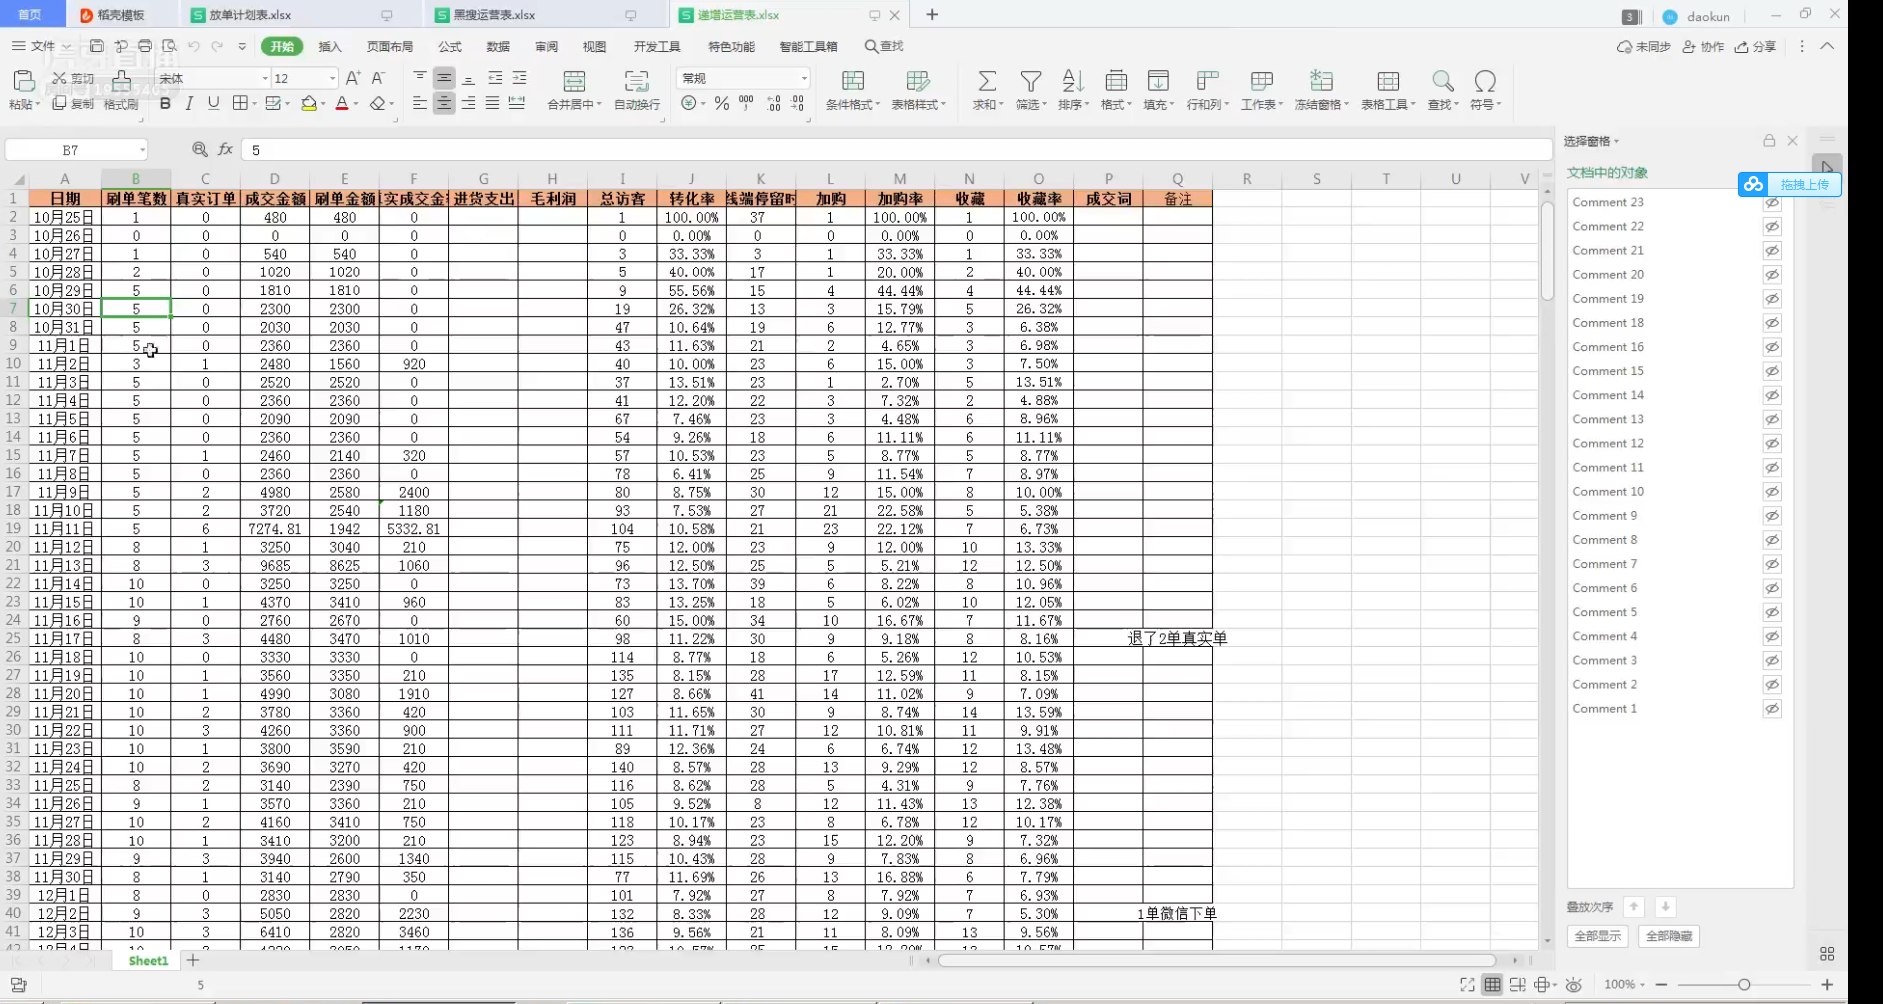 首页 稻壳模板 放单计划表.xlsx 黑搜运营表.xlsx 递增运营表.xlsx 3 daokun
文件 开始 插入 页面布局 公式 数据 审阅 视图 开发工具 特色功能 智能工具箱 查找 未同步 协作 分享
粘贴 剪切 复制 格式刷 宋体 12 合并居中 自动换行 常规 条件格式 表格样式 求和 筛选 排序 格式 填充 行和列 工作表 冻结窗格 表格工具 查找 符号
B7 fx 5
A B C D E F G H I J K L M N O P Q R S T U V
1 日期 刷单笔数 真实订单 成交金额 刷单金额 实成交金 进货支出 毛利润 总访客 转化率 线端停留时 加购 加购率 收藏 收藏率 成交词 备注
2 10月25日 1 0 480 480 0 1 100.00% 37 1 100.00% 1 100.00%
3 10月26日 0 0 0 0 0 0 0.00% 0 0 0.00% 0 0.00%
4 10月27日 1 0 540 540 0 3 33.33% 3 1 33.33% 1 33.33%
5 10月28日 2 0 1020 1020 0 5 40.00% 17 1 20.00% 2 40.00%
6 10月29日 5 0 1810 1810 0 9 55.56% 15 4 44.44% 4 44.44%
7 10月30日 5 0 2300 2300 0 19 26.32% 13 3 15.79% 5 26.32%
8 10月31日 5 0 2030 2030 0 47 10.64% 19 6 12.77% 3 6.38%
9 11月1日 5 0 2360 2360 0 43 11.63% 21 2 4.65% 3 6.98%
10 11月2日 3 1 2480 1560 920 40 10.00% 23 6 15.00% 3 7.50%
11 11月3日 5 0 2520 2520 0 37 13.51% 23 1 2.70% 5 13.51%
12 11月4日 5 0 2360 2360 0 41 12.20% 22 3 7.32% 2 4.88%
13 11月5日 5 0 2090 2090 0 67 7.46% 23 3 4.48% 6 8.96%
14 11月6日 5 0 2360 2360 0 54 9.26% 18 6 11.11% 6 11.11%
15 11月7日 5 1 2460 2140 320 57 10.53% 23 5 8.77% 5 8.77%
16 11月8日 5 0 2360 2360 0 78 6.41% 25 9 11.54% 7 8.97%
17 11月9日 5 2 4980 2580 2400 80 8.75% 30 12 15.00% 8 10.00%
18 11月10日 5 2 3720 2540 1180 93 7.53% 27 21 22.58% 5 5.38%
19 11月11日 5 6 7274.81 1942 5332.81 104 10.58% 21 23 22.12% 7 6.73%
20 11月12日 8 1 3250 3040 210 75 12.00% 23 9 12.00% 10 13.33%
21 11月13日 8 3 9685 8625 1060 96 12.50% 25 5 5.21% 12 12.50%
22 11月14日 10 0 3250 3250 0 73 13.70% 39 6 8.22% 8 10.96%
23 11月15日 10 1 4370 3410 960 83 13.25% 18 5 6.02% 10 12.05%
24 11月16日 9 0 2760 2670 0 60 15.00% 34 10 16.67% 7 11.67%
25 11月17日 8 3 4480 3470 1010 98 11.22% 30 9 9.18% 8 8.16% 退了2单真实单
26 11月18日 10 0 3330 3330 0 114 8.77% 18 6 5.26% 12 10.53%
27 11月19日 10 1 3560 3350 210 135 8.15% 28 17 12.59% 11 8.15%
28 11月20日 10 1 4990 3080 1910 127 8.66% 41 14 11.02% 9 7.09%
29 11月21日 10 2 3780 3360 420 103 11.65% 30 9 8.74% 14 13.59%
30 11月22日 10 3 4260 3360 900 111 11.71% 27 12 10.81% 11 9.91%
31 11月23日 10 1 3800 3590 210 89 12.36% 24 6 6.74% 12 13.48%
32 11月24日 10 2 3690 3270 420 140 8.57% 28 13 9.29% 12 8.57%
33 11月25日 8 2 3140 2390 750 116 8.62% 28 5 4.31% 9 7.76%
34 11月26日 9 1 3570 3360 210 105 9.52% 8 12 11.43% 13 12.38%
35 11月27日 10 2 4160 3410 750 118 10.17% 23 8 6.78% 12 10.17%
36 11月28日 10 1 3410 3200 210 123 8.94% 23 15 12.20% 9 7.32%
37 11月29日 9 3 3940 2600 1340 115 10.43% 28 9 7.83% 8 6.96%
38 11月30日 8 1 3140 2790 350 77 11.69% 26 13 16.88% 6 7.79%
39 12月1日 8 0 2830 2830 0 101 7.92% 27 8 7.92% 7 6.93%
40 12月2日 9 3 5050 2820 2230 132 8.33% 28 12 9.09% 7 5.30% 1单微信下单
41 12月3日 10 3 6410 2820 3460 136 9.56% 21 11 8.09% 13 9.56%
选择窗格
文档中的对象
拖拽上传
Comment 23
Comment 22
Comment 21
Comment 20
Comment 19
Comment 18
Comment 16
Comment 15
Comment 14
Comment 13
Comment 12
Comment 11
Comment 10
Comment 9
Comment 8
Comment 7
Comment 6
Comment 5
Comment 4
Comment 3
Comment 2
Comment 1
叠放次序
全部显示 全部隐藏
Sheet1
5 100%